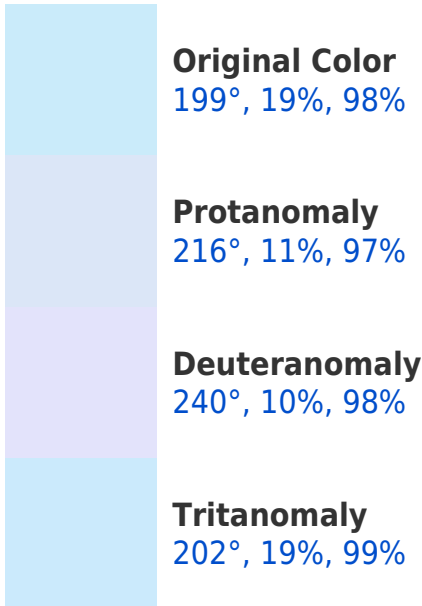 Original Color
199°, 19%, 98%
Protanomaly
216°, 11%, 97%
Deuteranomaly
240°, 10%, 98%
Tritanomaly
202°, 19%, 99%